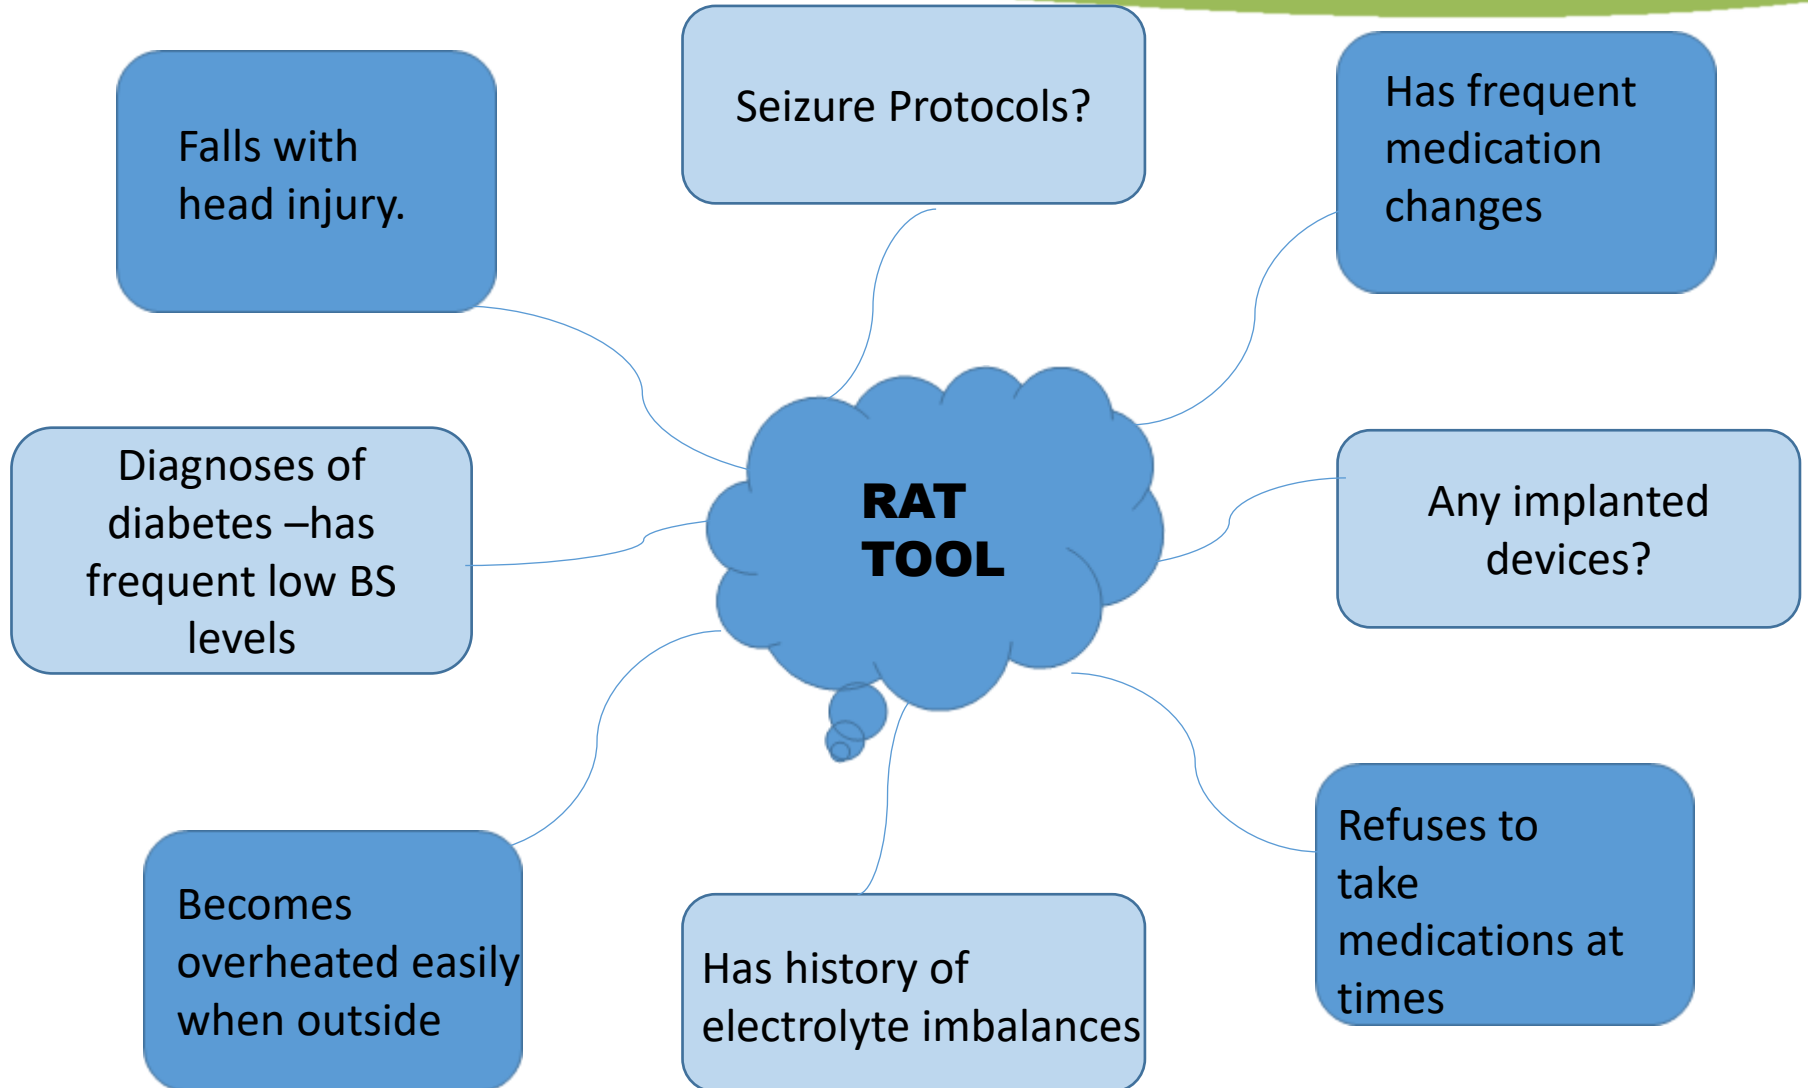 Seizure Protocols?
Falls with
head injury.
Has frequent
medication
changes
Diagnoses of
diabetes –has
frequent low BS
levels
RAT
TOOL
Any implanted
devices?
Becomes
overheated easily
when outside
Has history of
electrolyte imbalances
Refuses to
take
medications at
times